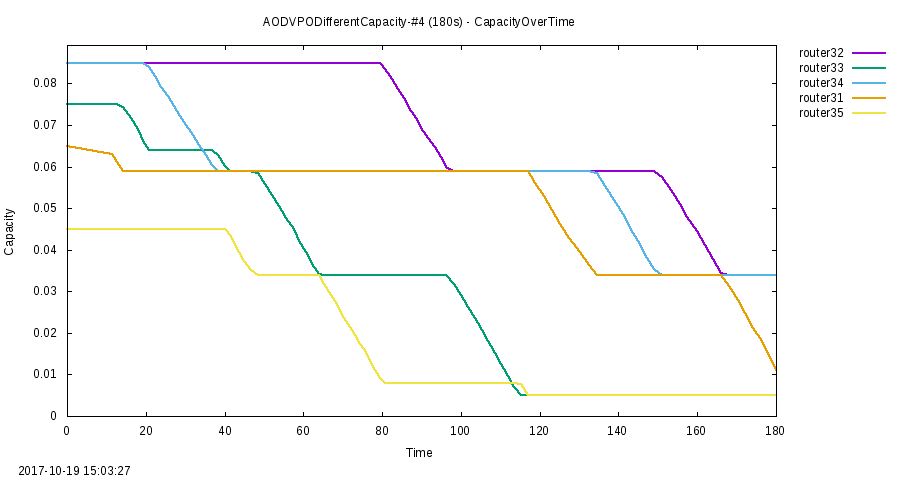 AODVPODifferentCapacity-#4 (180s) - CapacityOverTime
router32
router33
router34
router31
router35
Capacity
0.08
0.07
0.06
0.05
0.04
0.03
0.02
0.01
0
0 20 40 60 80 100 120 140 160 180
Time
2017-10-19 15:03:27